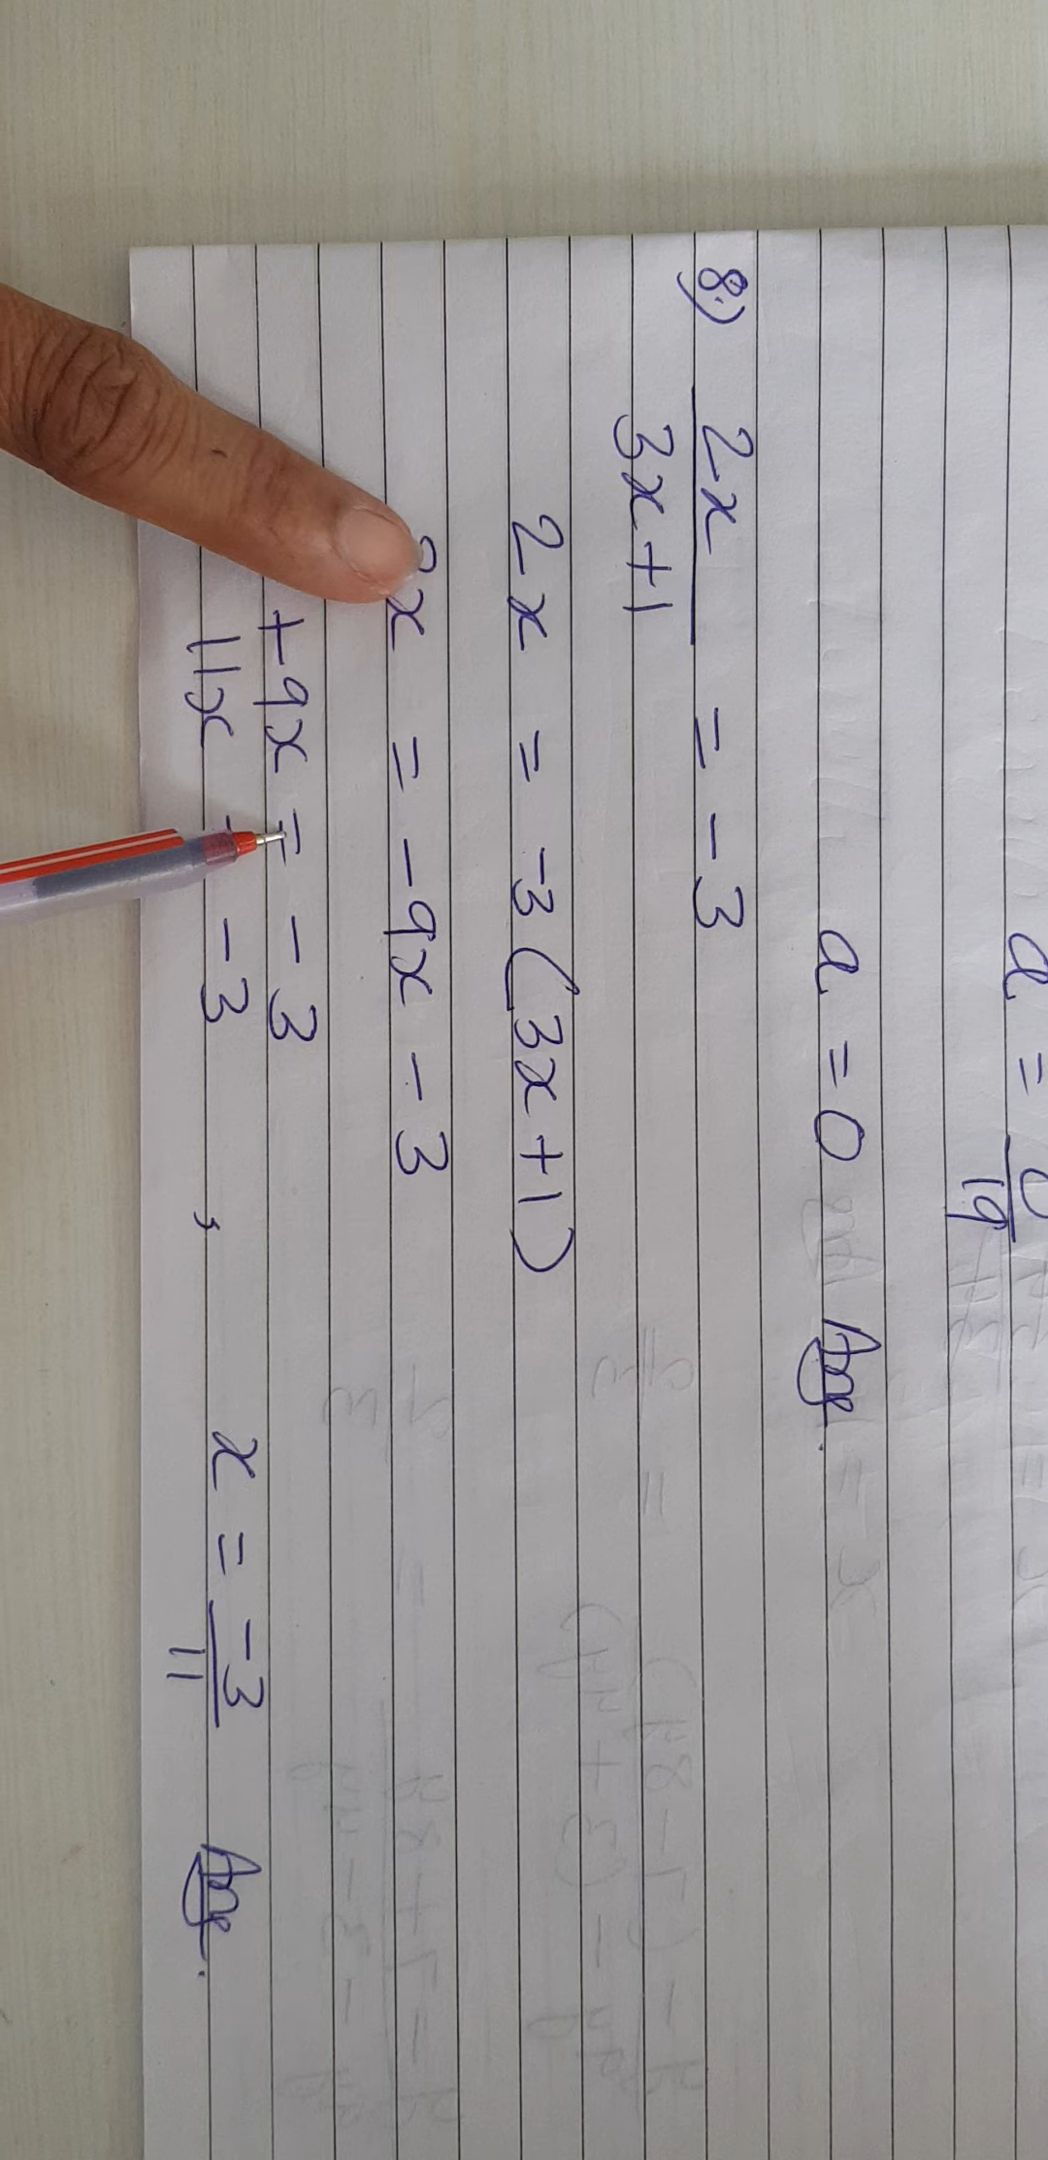 a = 0/19
a = 0 Ans.
8.) 2x/3x+1 = -3
2x = -3(3x+1)
2x = -9x - 3
+9x = -3
11x = -3 , x = -3/11 Ans.